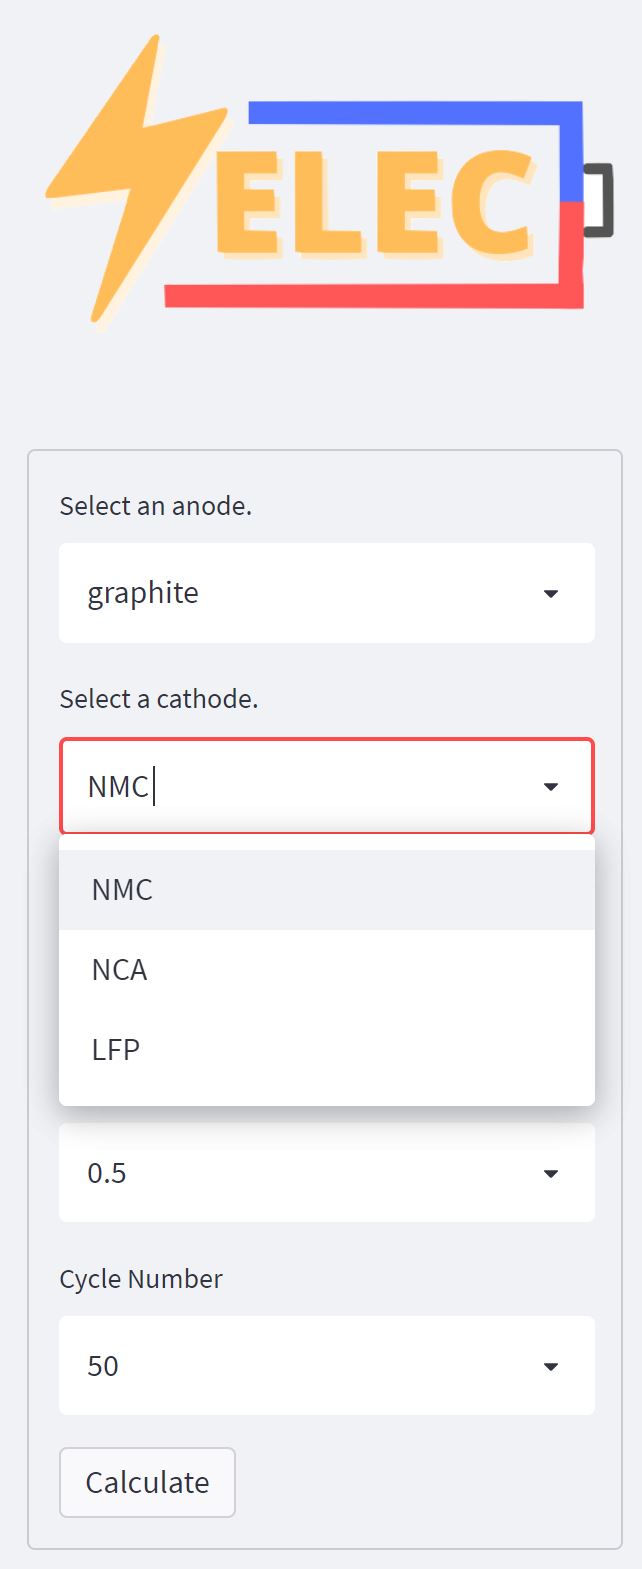 ELEC
Select an anode.
graphite
Select a cathode.
NMC
NMC
NCA
LFP
0.5
Cycle Number
50
Calculate